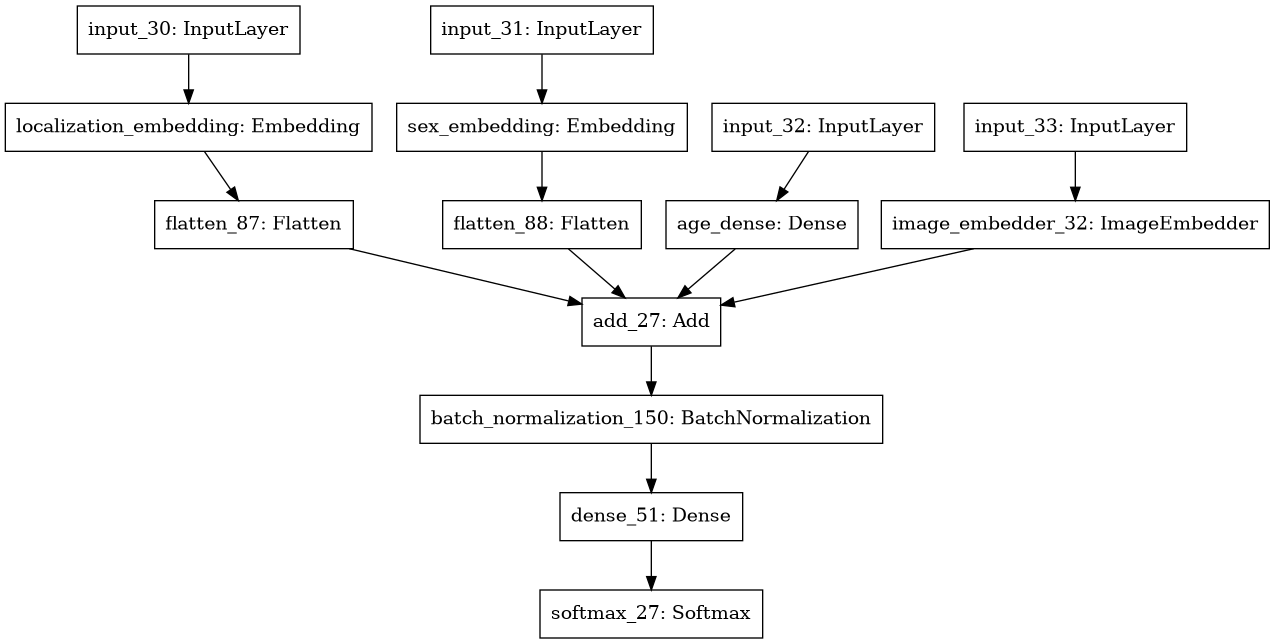 input_30: InputLayer
input_31: InputLayer
localization_embedding: Embedding
sex_embedding: Embedding
input_32: InputLayer
input_33: InputLayer
flatten_87: Flatten
flatten_88: Flatten
age_dense: Dense
image_embedder_32: ImageEmbedder
add_27: Add
batch_normalization_150: BatchNormalization
dense_51: Dense
softmax_27: Softmax